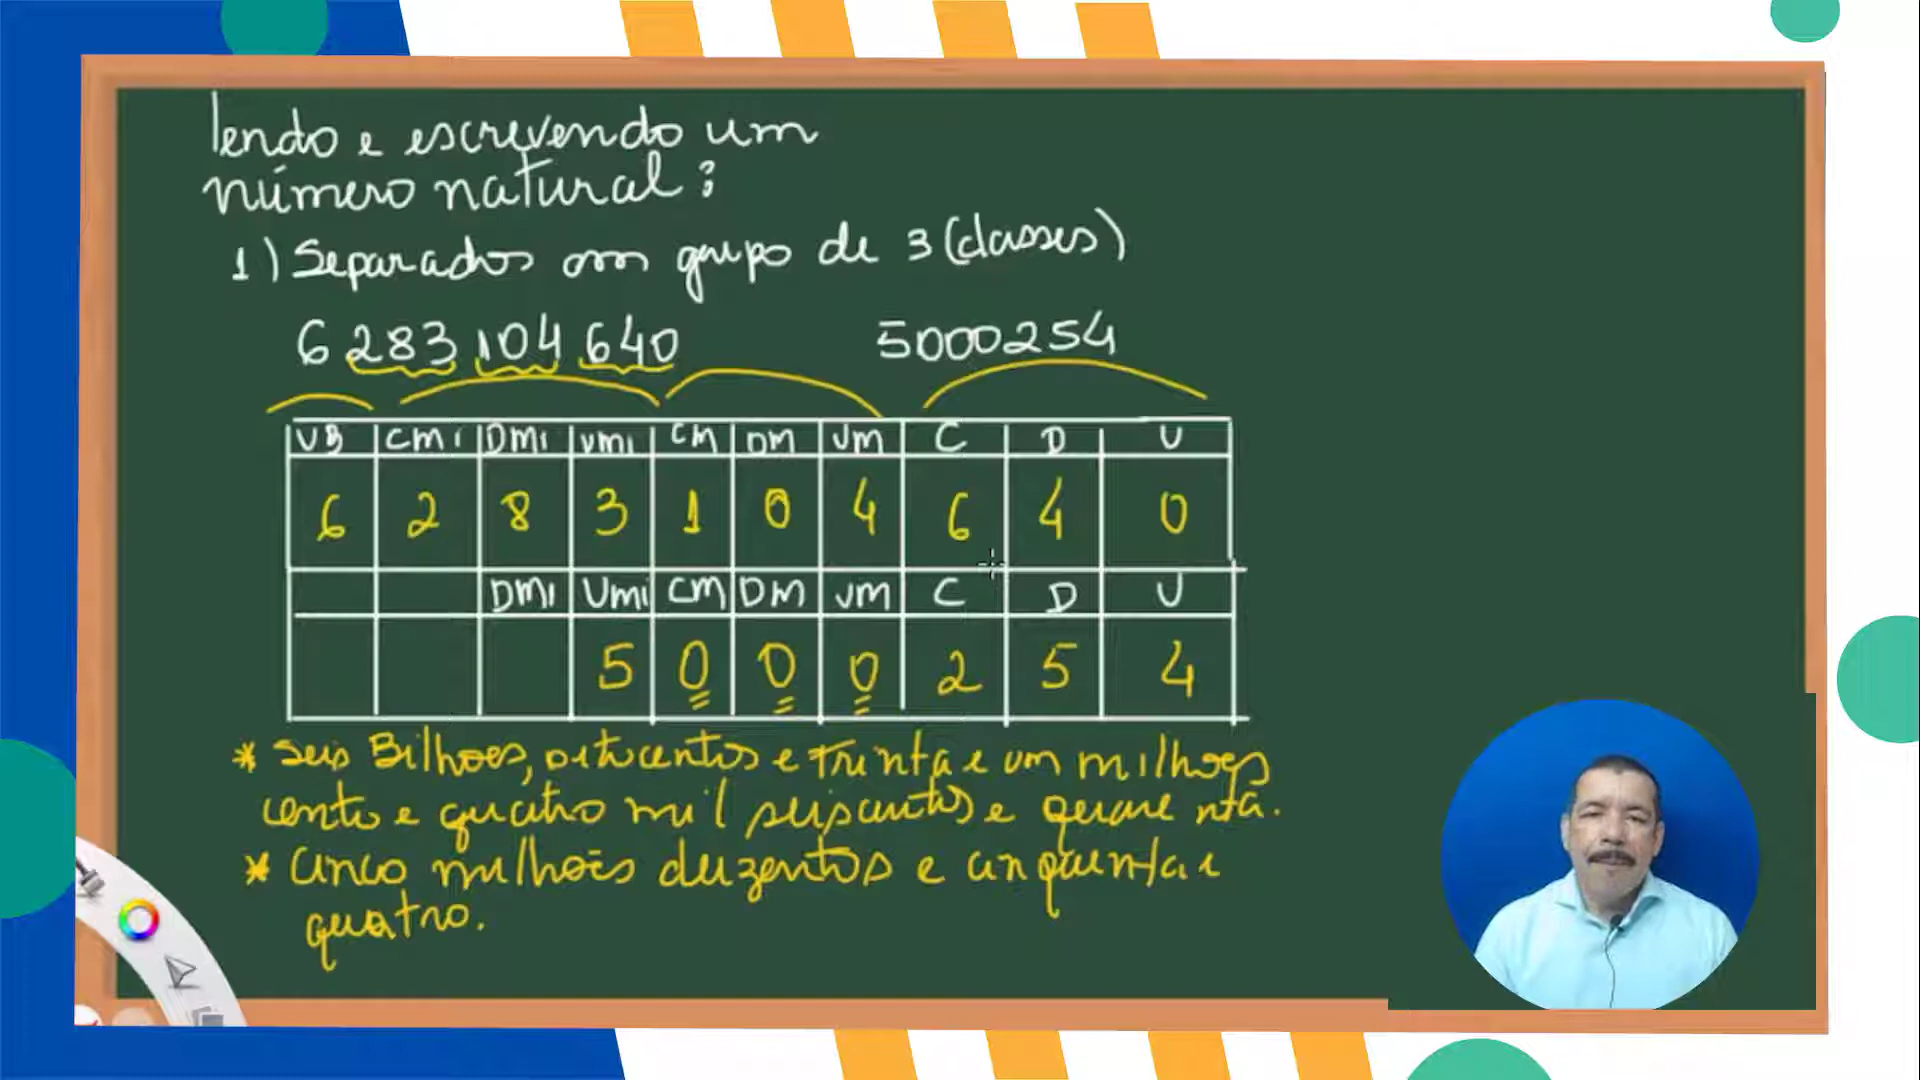 lendo e escrevendo um
número natural:
1) Separados em grupo de 3 (classes)
6 283 104 640 5000254
UB CMi DMi UMi CM DM UM C D U
6 2 8 3 1 0 4 6 4 0
DMi UMi CM DM UM C D U
5 0 0 0 2 5 4
* Seis Bilhões, oitocentos e trinta e um milhões
cento e quatro mil seiscentos e quarenta.
* Cinco milhões duzentos e cinquenta e
quatro.